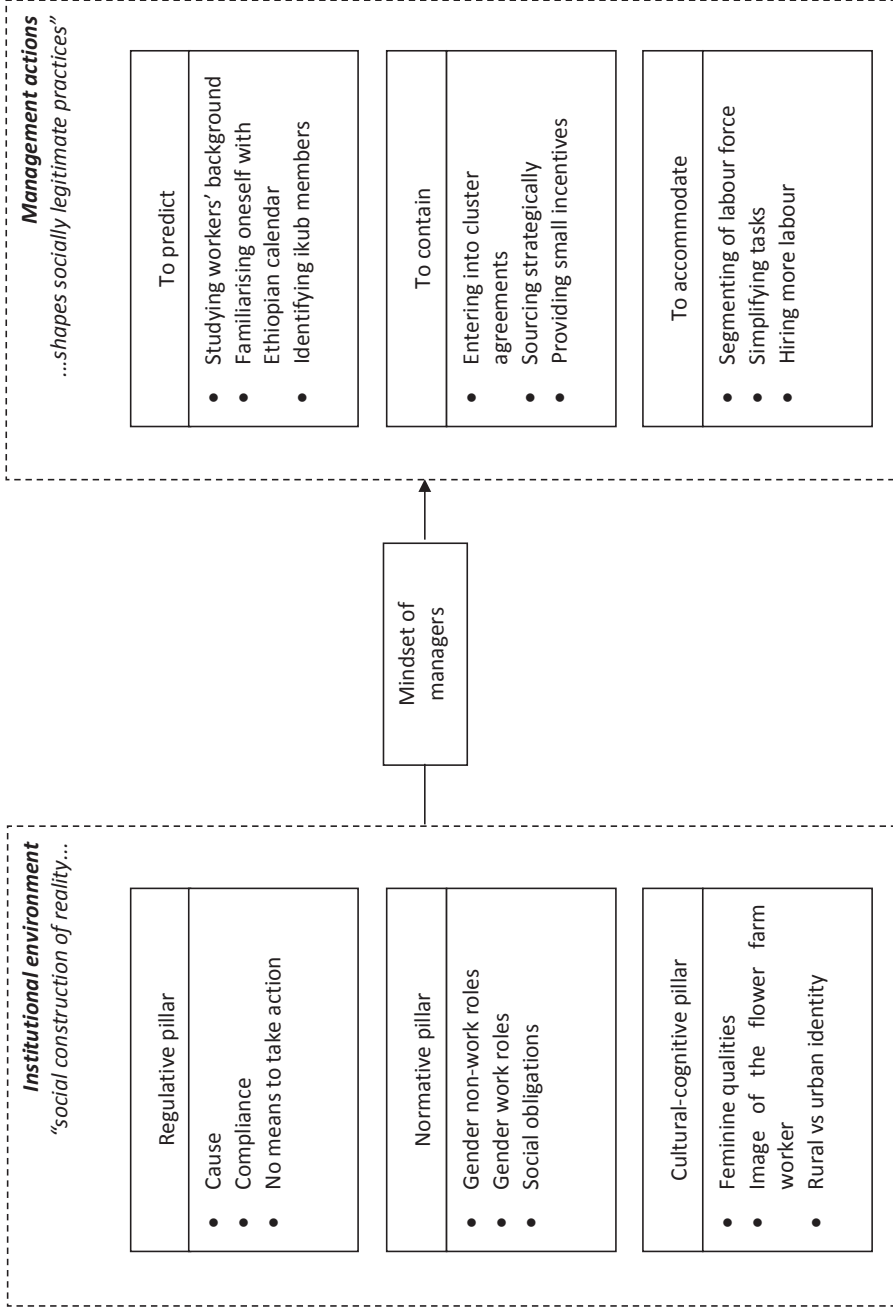 Institutional environment
“social construction of reality...
Regulative pillar
• Cause
• Compliance
• No means to take action
Normative pillar
• Gender non-work roles
• Gender work roles
• Social obligations
Cultural-cognitive pillar
• Feminine qualities
• Image of the flower farm
worker
• Rural vs urban identity
Mindset of
managers
Management actions
...shapes socially legitimate practices”
To predict
• Studying workers’ background
• Familiarising oneself with
Ethiopian calendar
• Identifying ikub members
To contain
• Entering into cluster
agreements
• Sourcing strategically
• Providing small incentives
To accommodate
• Segmenting of labour force
• Simplifying tasks
• Hiring more labour